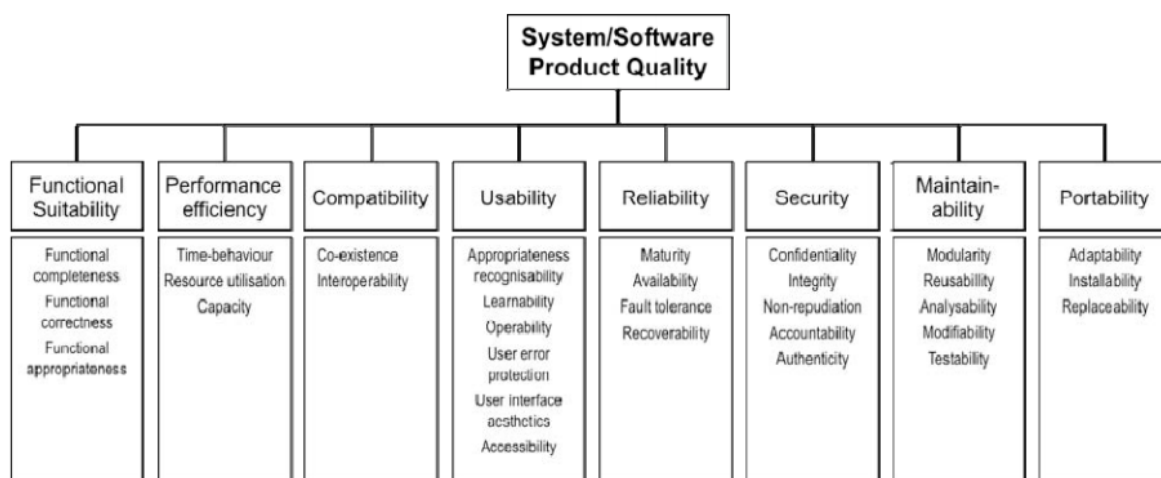 System/Software
Product Quality
Functional
Suitability
Performance
efficiency
Compatibility
Usability
Reliability
Security
Maintain-
ability
Portability
Functional
completeness
Functional
correctness
Functional
appropriateness
Time-behaviour
Resource utilisation
Capacity
Co-existence
Interoperability
Appropriateness
recognisability
Learnability
Operability
User error
protection
User interface
aesthetics
Accessibility
Maturity
Availability
Fault tolerance
Recoverability
Confidentiality
Integrity
Non-repudiation
Accountability
Authenticity
Modularity
Reusabillity
Analysability
Modifiability
Testability
Adaptability
Installability
Replaceability